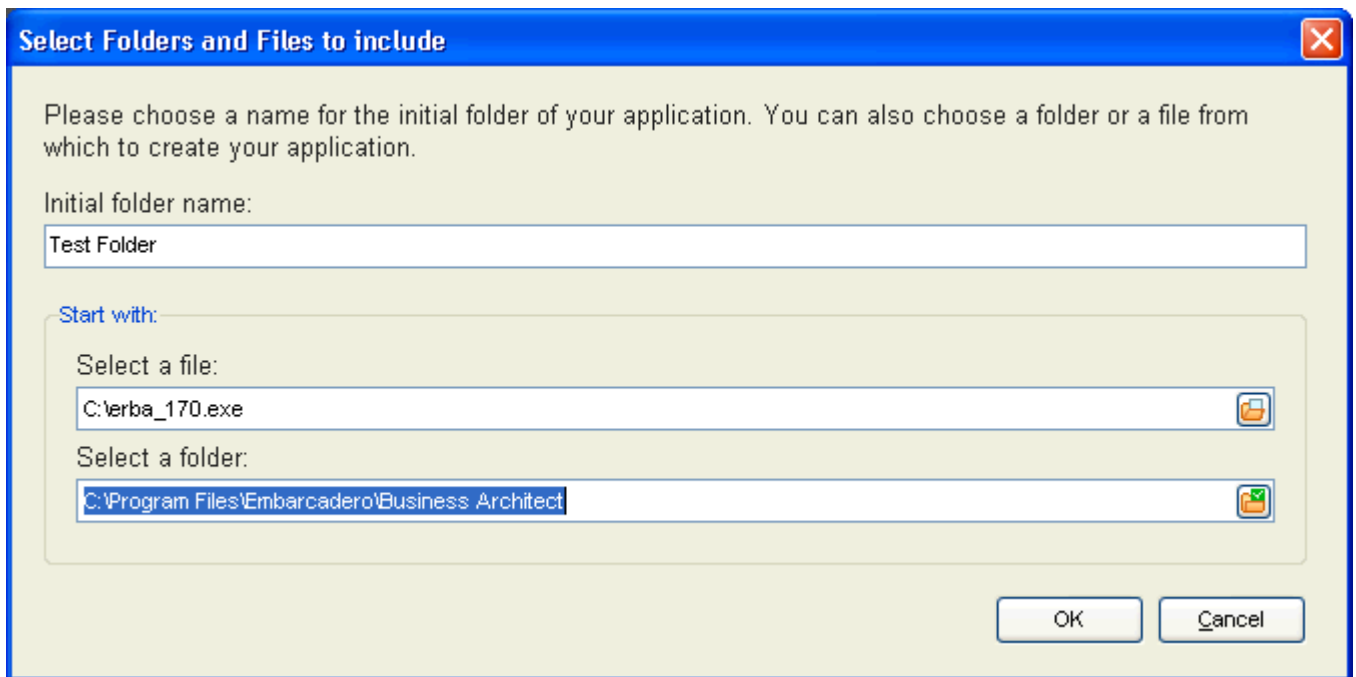 Select Folders and Files to include
Please choose a name for the initial folder of your application. You can also choose a folder or a file from
which to create your application.
Initial folder name:
Test Folder
Start with:
Select a file:
C:\erba_170.exe
Select a folder:
C:\Program Files\Embarcadero\Business Architect
OK
Cancel